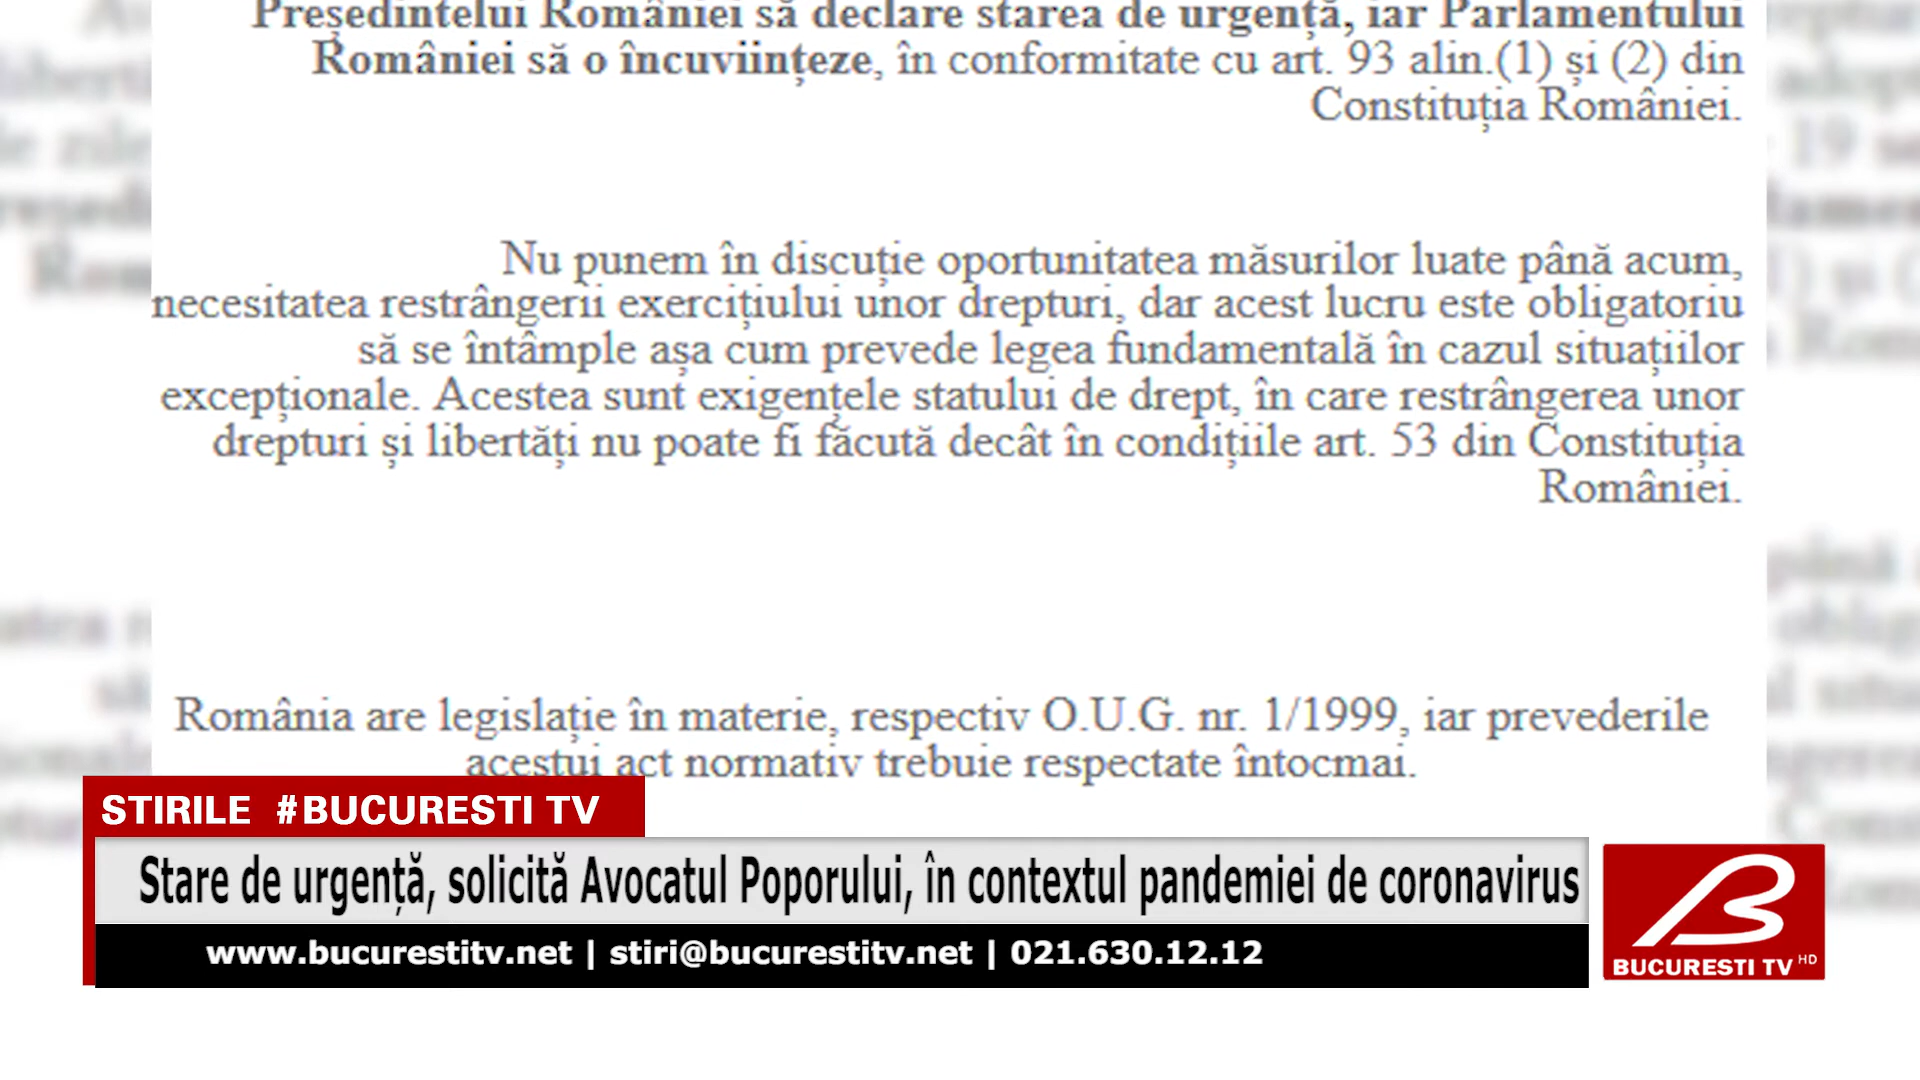 Președintelui României să declare starea de urgență, iar Parlamentului
României să o încuviințeze, în conformitate cu art. 93 alin.(1) și (2) din
Constituția României.
Nu punem în discuție oportunitatea măsurilor luate până acum,
necesitatea restrângerii exercițiului unor drepturi, dar acest lucru este obligatoriu
să se întâmple așa cum prevede legea fundamentală în cazul situațiilor
excepționale. Acestea sunt exigențele statului de drept, în care restrângerea unor
drepturi și libertăți nu poate fi făcută decât în condițiile art. 53 din Constituția
României.
România are legislație în materie, respectiv O.U.G. nr. 1/1999, iar prevederile
acestui act normativ trebuie respectate întocmai.
STIRILE #BUCURESTI TV
Stare de urgență, solicită Avocatul Poporului, în contextul pandemiei de coronavirus
www.bucurestitv.net | stiri@bucurestitv.net | 021.630.12.12
B
BUCURESTI TV HD